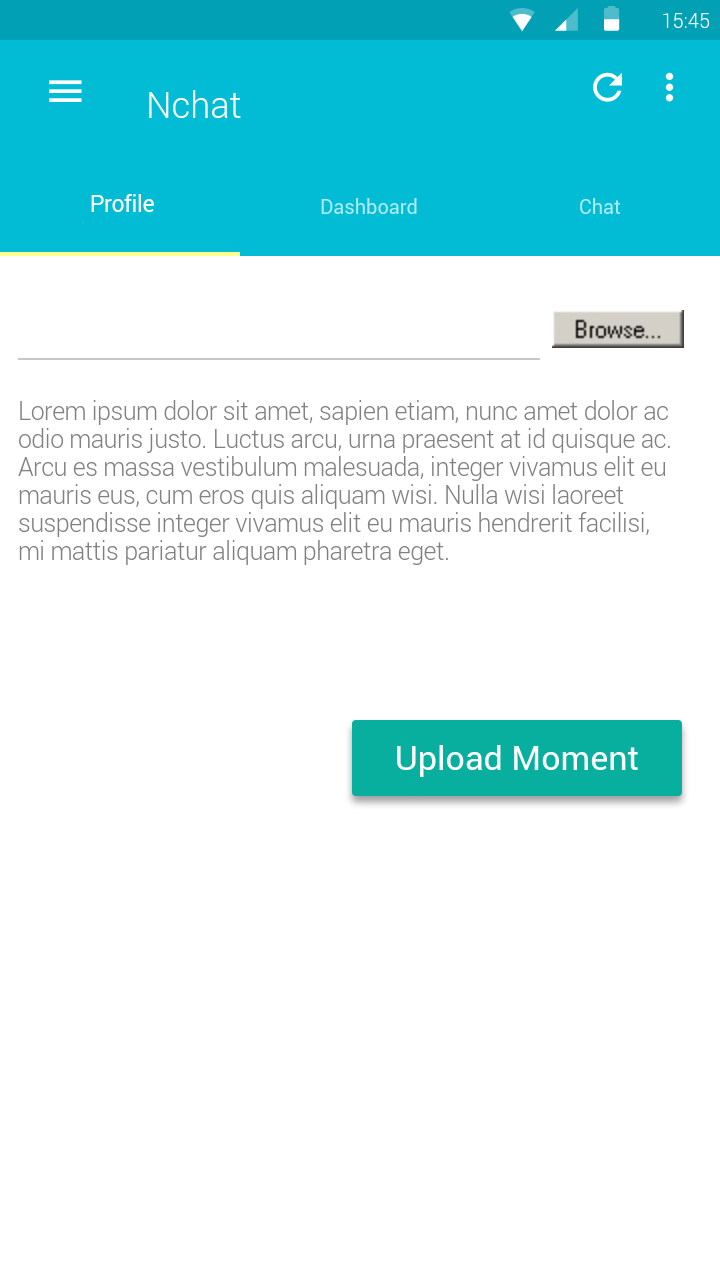 15:45
Nchat
Profile
Dashboard
Chat
Browse...
Lorem ipsum dolor sit amet, sapien etiam, nunc amet dolor ac
odio mauris justo. Luctus arcu, urna praesent at id quisque ac.
Arcu es massa vestibulum malesuada, integer vivamus elit eu
mauris eus, cum eros quis aliquam wisi. Nulla wisi laoreet
suspendisse integer vivamus elit eu mauris hendrerit facilisi,
mi mattis pariatur aliquam pharetra eget.
Upload Moment